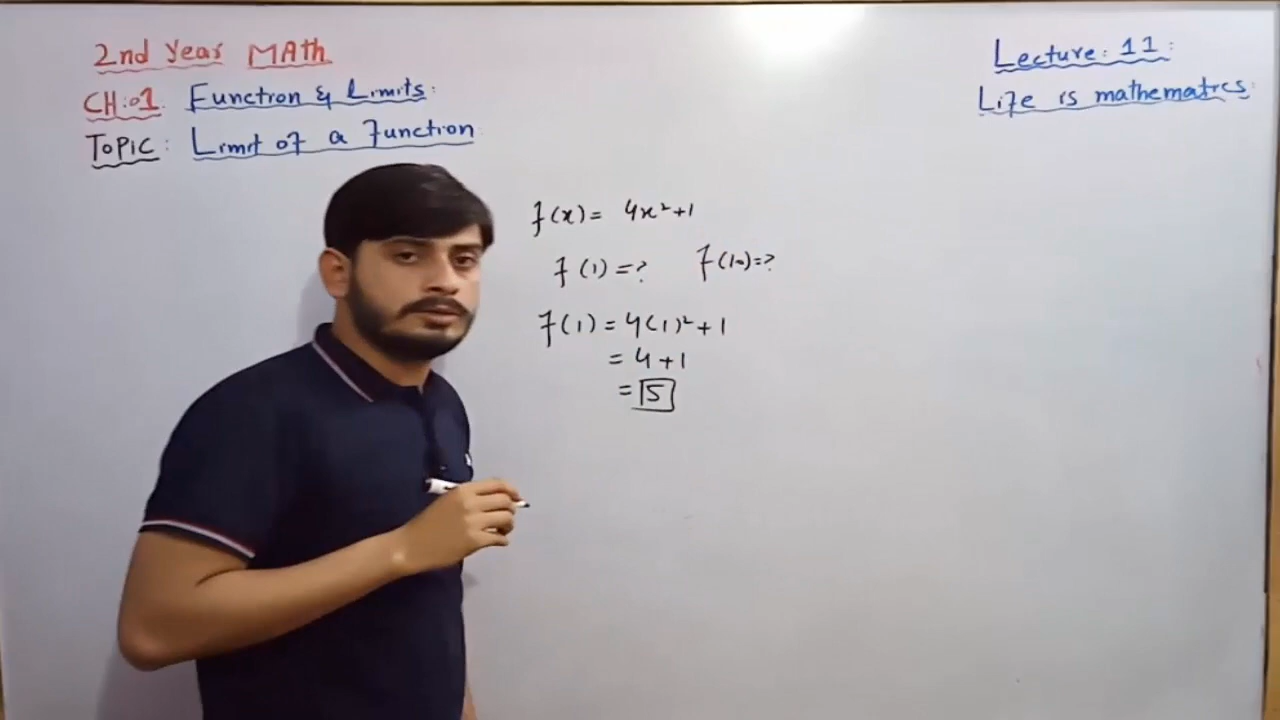 2nd Year MATH
CH:01 Function & Limits:
TOPIC: Limit of a function
Lecture: 11:
Life is mathematics:
f(x) = 4x²+1
f(1)=? f(10)=?
f(1) = 4(1)²+1
= 4+1
= 5